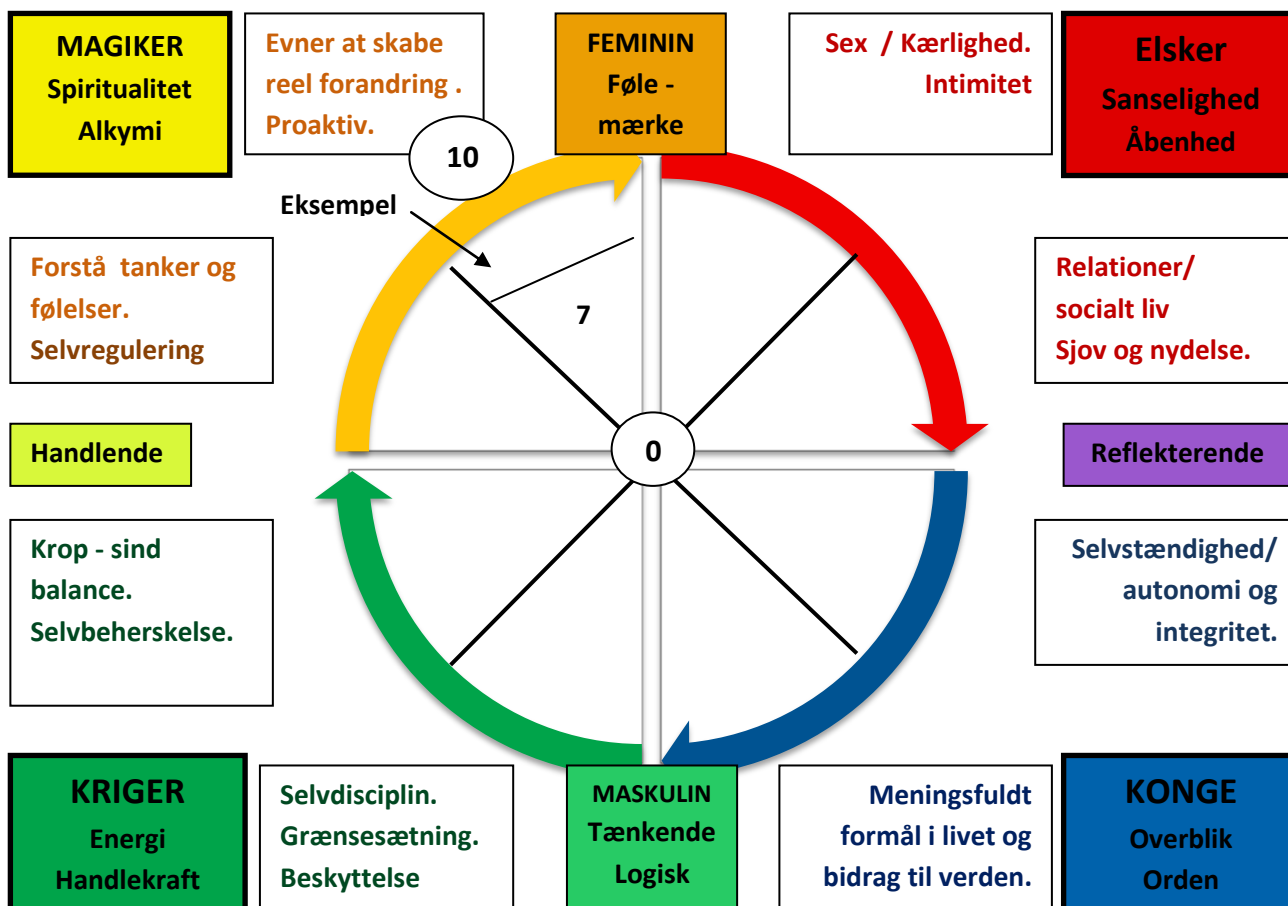 MAGIKER
Spiritualitet
Alkymi
Evner at skabe
reel forandring .
Proaktiv.
FEMININ
Føle -
mærke
Sex / Kærlighed.
Intimitet
Elsker
Sanselighed
Åbenhed
10
Eksempel
7
0
Forstå tanker og
følelser.
Selvregulering
Relationer/
socialt liv
Sjov og nydelse.
Handlende
Reflekterende
Krop - sind
balance.
Selvbeherskelse.
Selvstændighed/
autonomi og
integritet.
KRIGER
Energi
Handlekraft
Selvdisciplin.
Grænsesætning.
Beskyttelse
MASKULIN
Tænkende
Logisk
Meningsfuldt
formål i livet og
bidrag til verden.
KONGE
Overblik
Orden